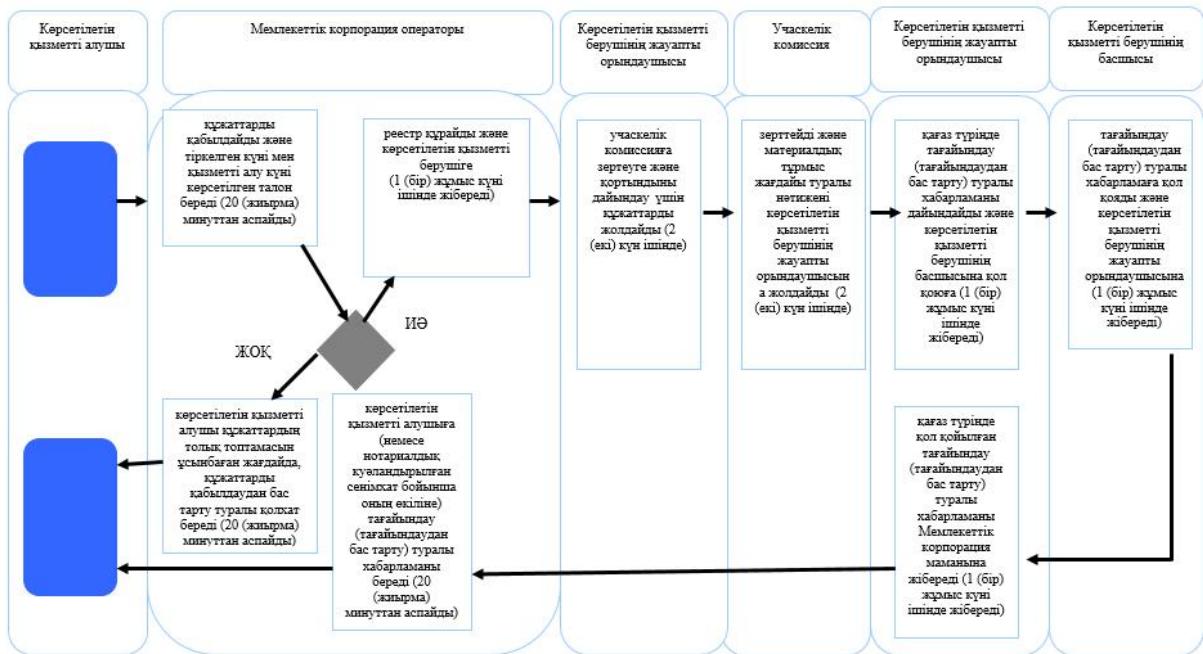 Көрсетілетін
қызметті алушы
Мемлекеттік корпорация операторы
Көрсетілетін қызметті
берушінің жауапты
орындаушысы
Учаскелік
комиссия
Көрсетілетін қызметті
берушінің жауапты
орындаушысы
Көрсетілетін
қызметті берушінің
басшысы
құжаттарды
қабылдайды және
тіркелген күні мен
қызметті алу күні
көрсетілген талон
береді (20 (жиырма)
минуттан аспайды)
реестр құрайды және
көрсетілетін қызметті
берушіге
(1 (бір) жұмыс күні
ішінде жібереді)
учаскелік
комиссияға
зертеуге және
қортындыны
дайындау үшін
құжаттарды
жолдайды (2
(екі) күн ішінде)
зерттейді және
материалдық
тұрмыс
жағдайы туралы
нәтижені
көрсетілетін
қызметті
берушінің
жауапты
орындаушысын
а жолдайды (2
(екі) күн ішінде)
қағаз түрінде
тағайындау
(тағайындаудан
бас тарту) туралы
хабарламаны
дайындайды және
көрсетілетін
қызметті
берушінің
басшысына қол
қоюға (1 (бір)
жұмыс күні
ішінде
жібереді)
тағайындау
(тағайындаудан
бас тарту) туралы
хабарламаға қол
қояды және
көрсетілетін
қызметті
берушінің
жауапты
орындаушысына
(1 (бір) жұмыс
күні ішінде
жібереді)
ИӘ
ЖОҚ
көрсетілетін қызметті
алушы құжаттардың
толық топтамасын
ұсынбаған жағдайда,
құжаттарды
қабылдаудан бас
тарту туралы қолхат
береді (20 (жиырма)
минуттан аспайды)
көрсетілетін
қызметті алушыға
(немесе
нотариалдық
куәландырылған
сенімхат бойынша
оның өкіліне)
тағайындау
(тағайындаудан
бас тарту) туралы
хабарламаны
береді (20
(жиырма)
минуттан аспайды)
қағаз түрінде
қол қойылған
тағайындау
(тағайындаудан
бас тарту)
туралы
хабарламаны
Мемлекеттік
корпорация
маманына
жібереді (1 (бір)
жұмыс күні
ішінде жібереді)